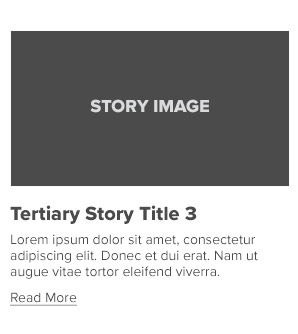 STORY IMAGE
Tertiary Story Title 3
Lorem ipsum dolor sit amet, consectetur
adipiscing elit. Donec et dui erat. Nam ut
augue vitae tortor eleifend viverra.
Read More